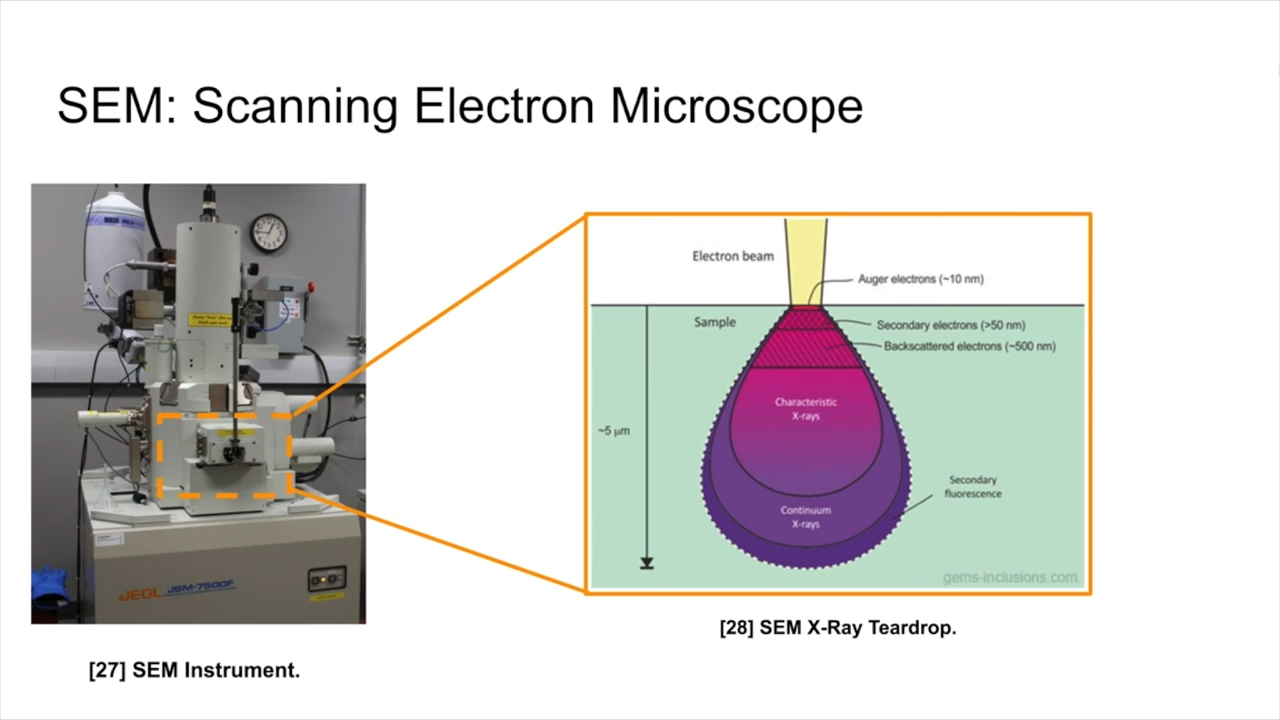 SEM: Scanning Electron Microscope
JEOL JSM-7500F
[27] SEM Instrument.
Electron beam
Auger electrons (~10 nm)
Sample
Secondary electrons (>50 nm)
Backscattered electrons (~500 nm)
Characteristic
X-rays
~5 μm
Secondary
fluorescence
Continuum
X-rays
gems-inclusions.com
[28] SEM X-Ray Teardrop.